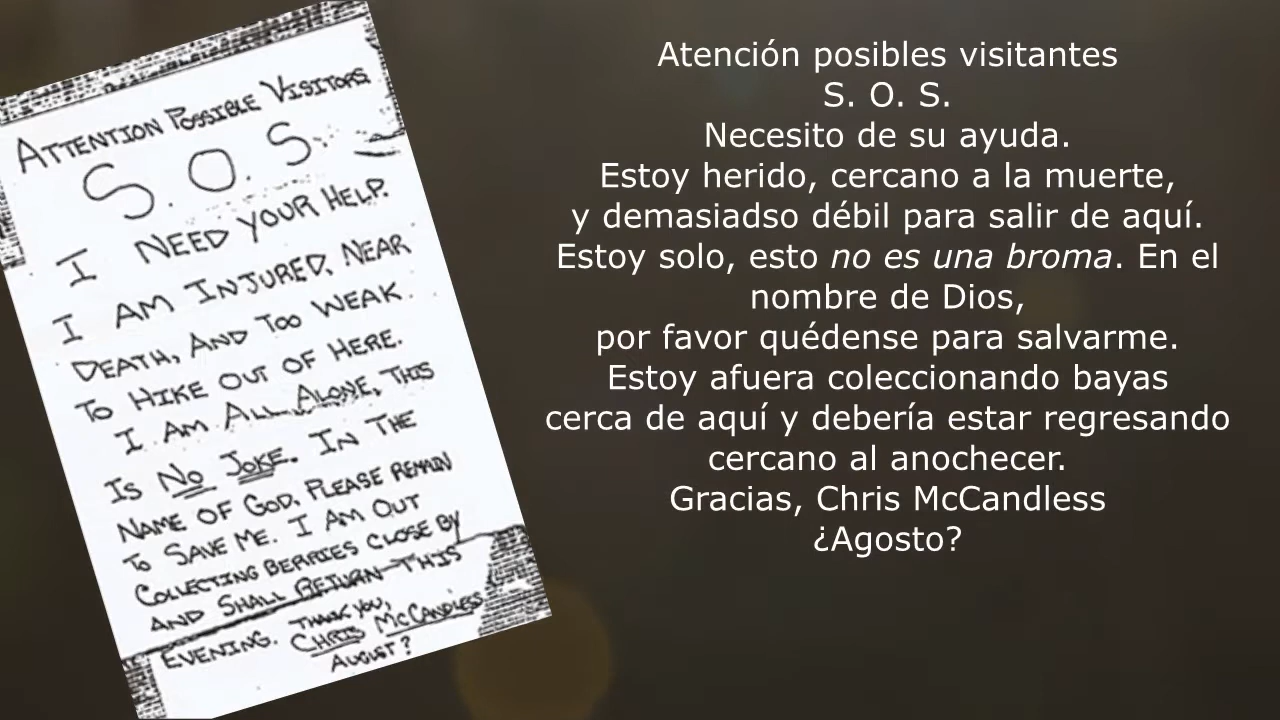 ATTENTION POSSIBLE VISITORS.
S. O. S.
I NEED YOUR HELP.
I AM INJURED, NEAR
DEATH, AND TOO WEAK
TO HIKE OUT OF HERE.
I AM ALL ALONE, THIS
IS NO JOKE. IN THE
NAME OF GOD, PLEASE REMAIN
TO SAVE ME. I AM OUT
COLLECTING BERRIES CLOSE BY
AND SHALL RETURN THIS
EVENING. THANK YOU,
CHRIS McCANDLESS
AUGUST?
Atención posibles visitantes
S. O. S.
Necesito de su ayuda.
Estoy herido, cercano a la muerte,
y demasiadso débil para salir de aquí.
Estoy solo, esto no es una broma. En el
nombre de Dios,
por favor quédense para salvarme.
Estoy afuera coleccionando bayas
cerca de aquí y debería estar regresando
cercano al anochecer.
Gracias, Chris McCandless
¿Agosto?